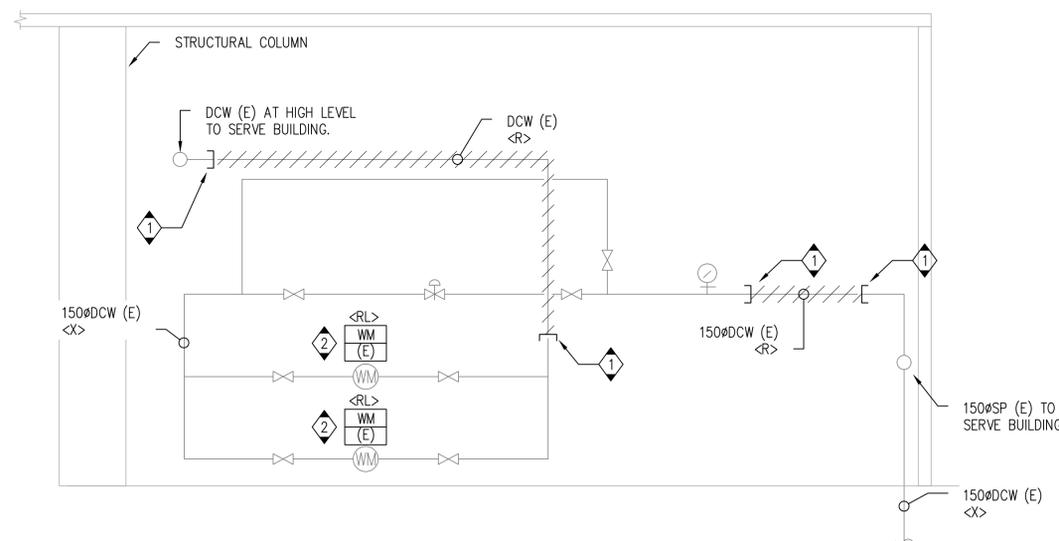 STRUCTURAL COLUMN
DCW (E) AT HIGH LEVEL
TO SERVE BUILDING.
DCW (E)
<R>
1
1
1
150øDCW (E)
<X>
<RL>
2
WM
(E)
WM
150øDCW (E)
<R>
1
<RL>
2
WM
(E)
WM
150øSP (E) TO
SERVE BUILDING
150øDCW (E)
<X>